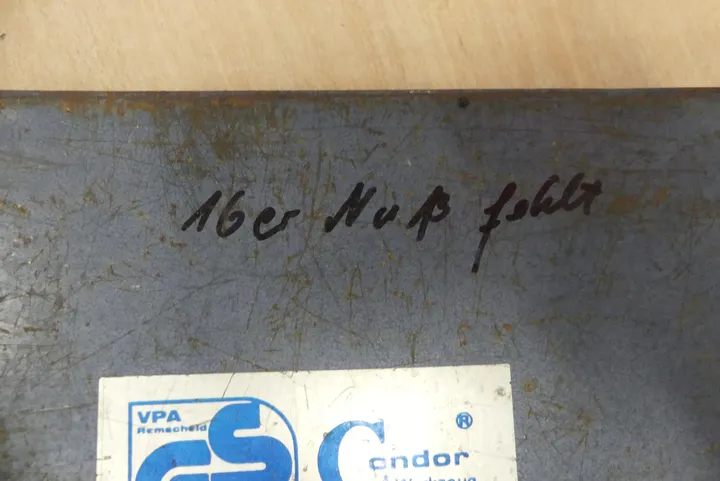 16er Nuß fehlt
VPA
Remscheid
GS
Condor ®